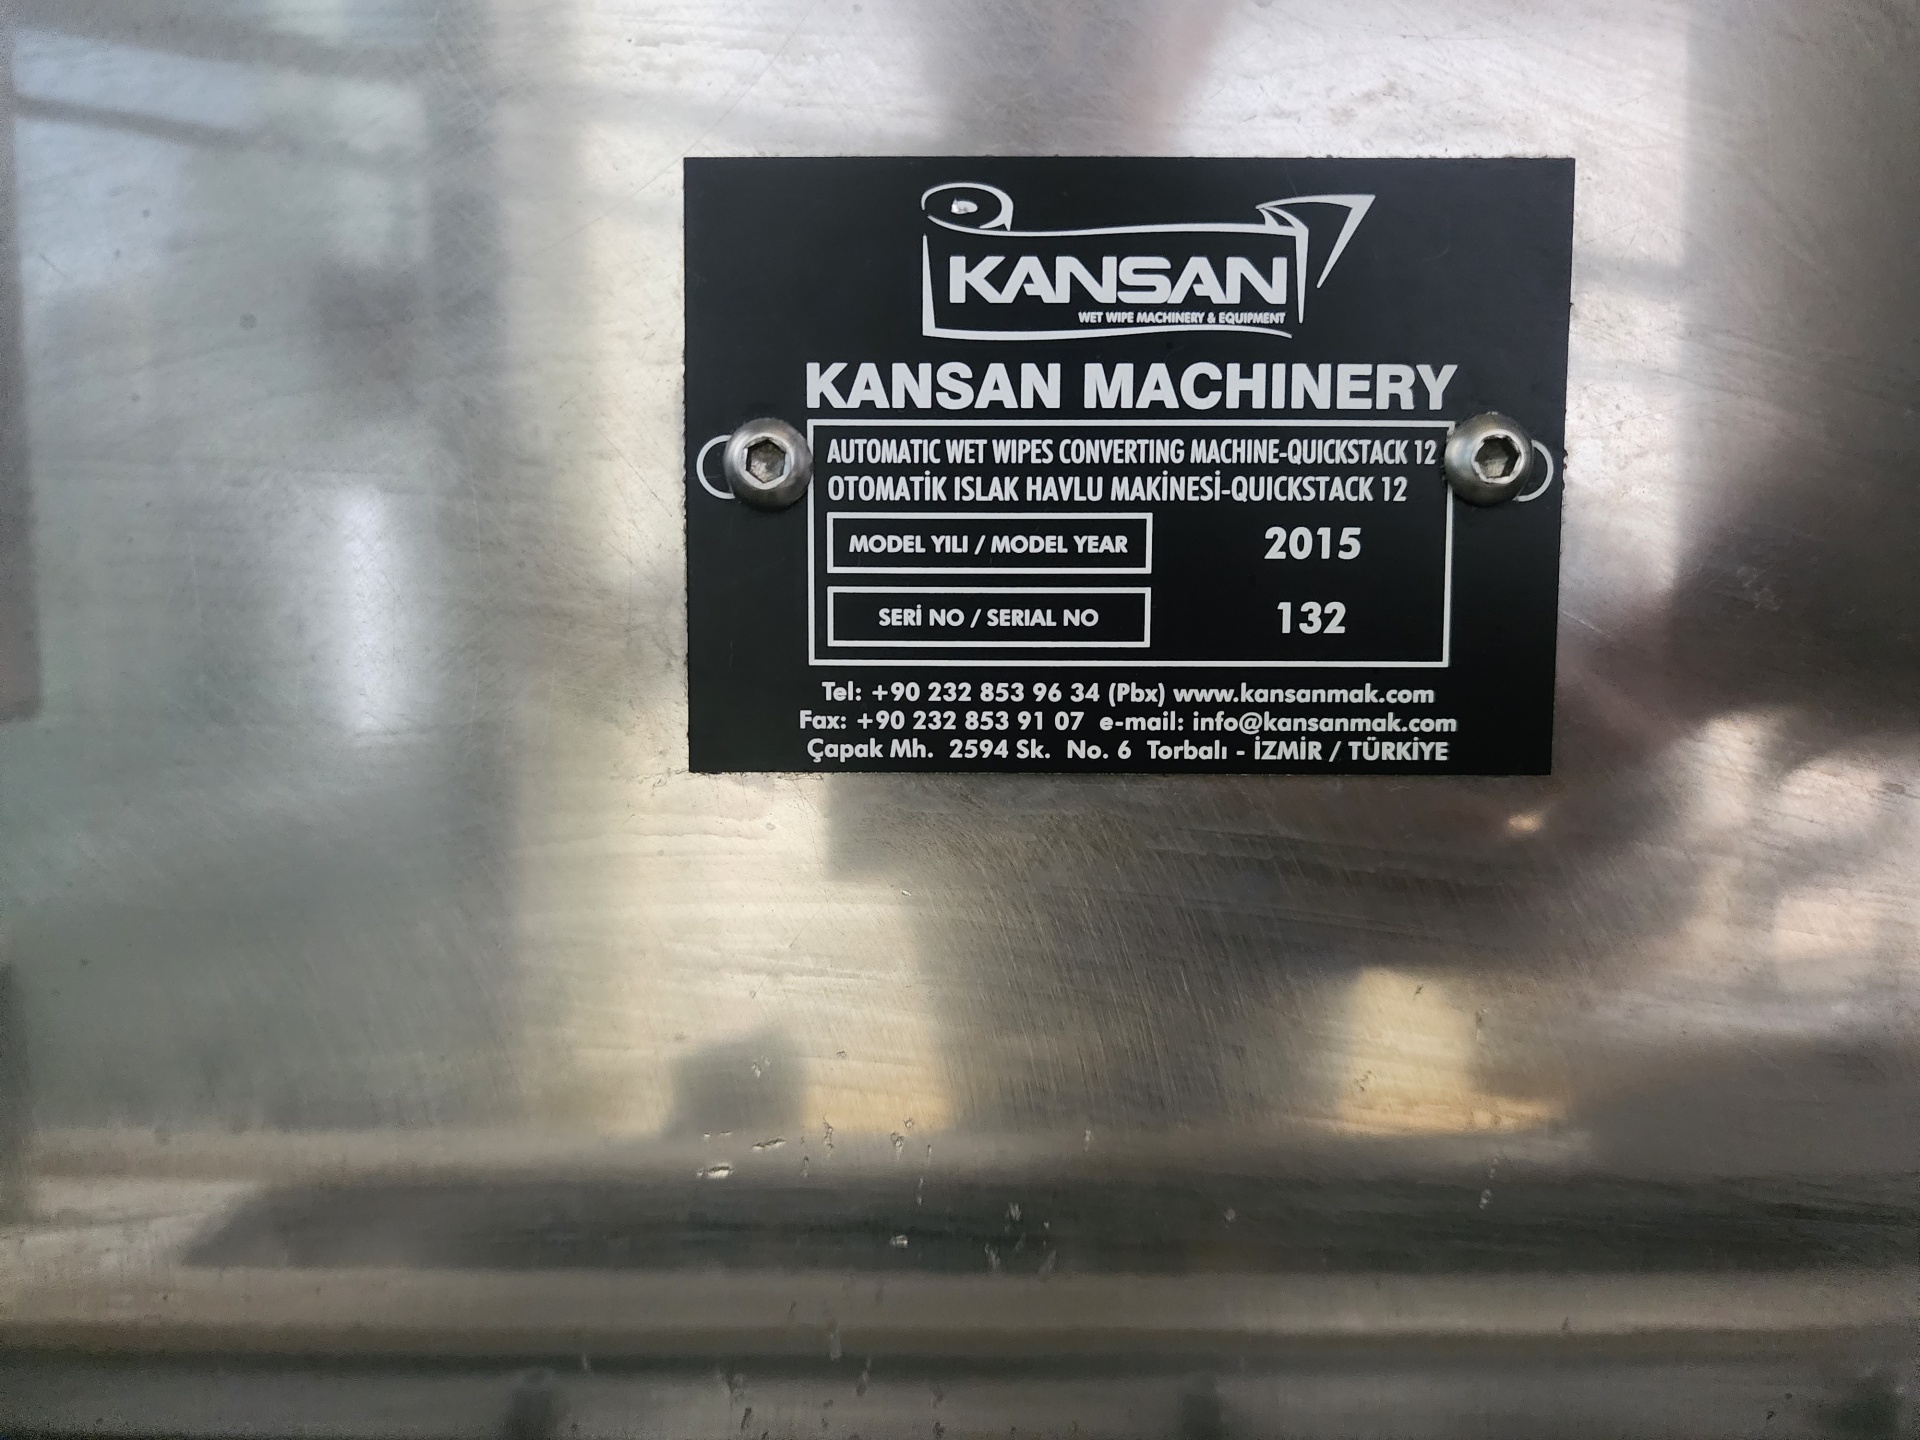 KANSAN
WET WIPE MACHINERY & EQUIPMENT
KANSAN MACHINERY
AUTOMATIC WET WIPES CONVERTING MACHINE-QUICKSTACK 12
OTOMATİK ISLAK HAVLU MAKİNESİ-QUICKSTACK 12
MODEL YILI / MODEL YEAR 2015
SERİ NO / SERIAL NO 132
Tel: +90 232 853 96 34 (Pbx) www.kansanmak.com
Fax: +90 232 853 91 07 e-mail: info@kansanmak.com
Çapak Mh. 2594 Sk. No. 6 Torbalı - İZMİR / TÜRKİYE